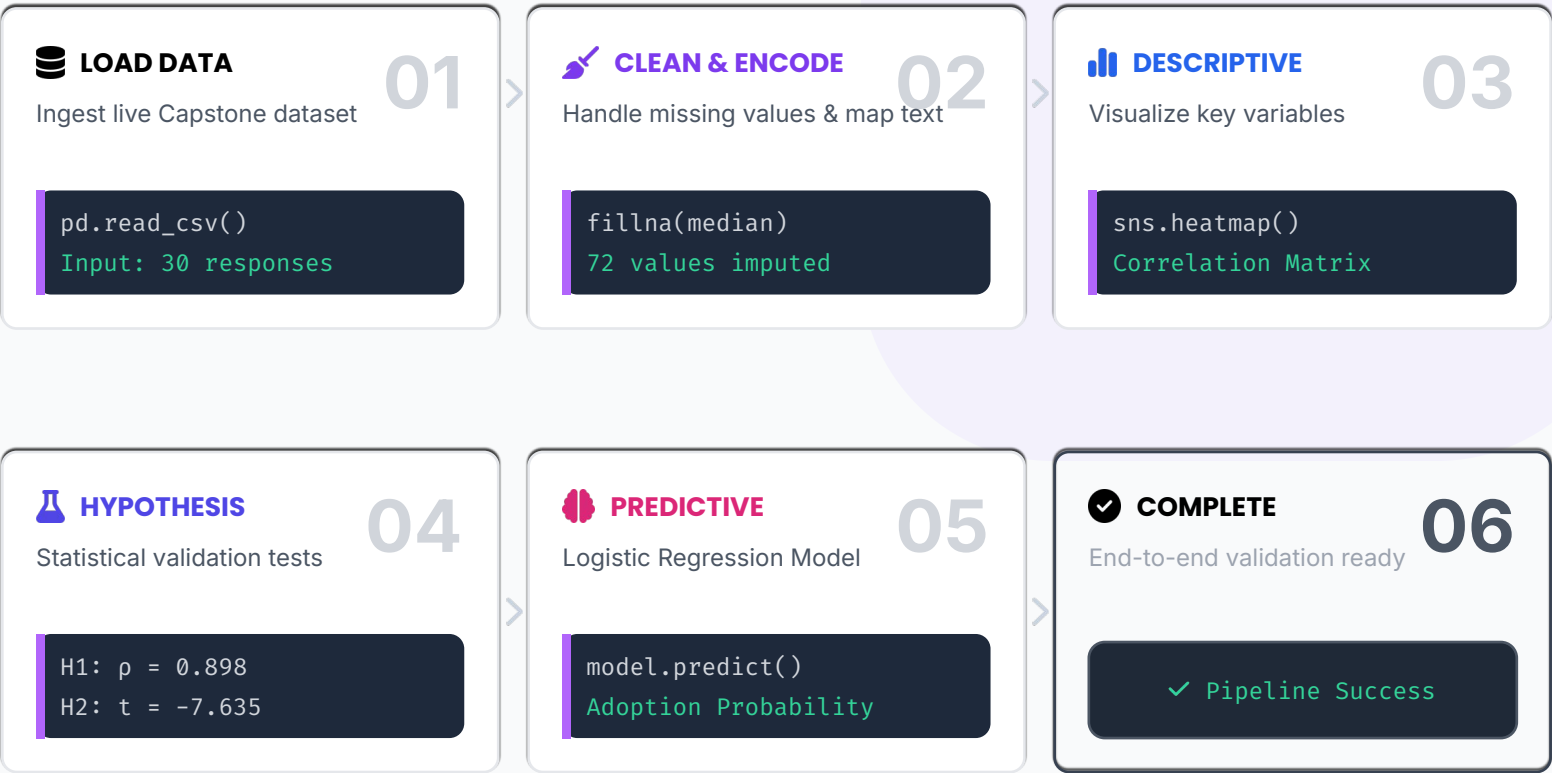 LOAD DATA
01
Ingest live Capstone dataset
pd.read_csv()
Input: 30 responses
CLEAN & ENCODE
02
Handle missing values & map text
fillna(median)
72 values imputed
DESCRIPTIVE
03
Visualize key variables
sns.heatmap()
Correlation Matrix
HYPOTHESIS
04
Statistical validation tests
H1: ρ = 0.898
H2: t = -7.635
PREDICTIVE
05
Logistic Regression Model
model.predict()
Adoption Probability
COMPLETE
06
End-to-end validation ready
✓ Pipeline Success